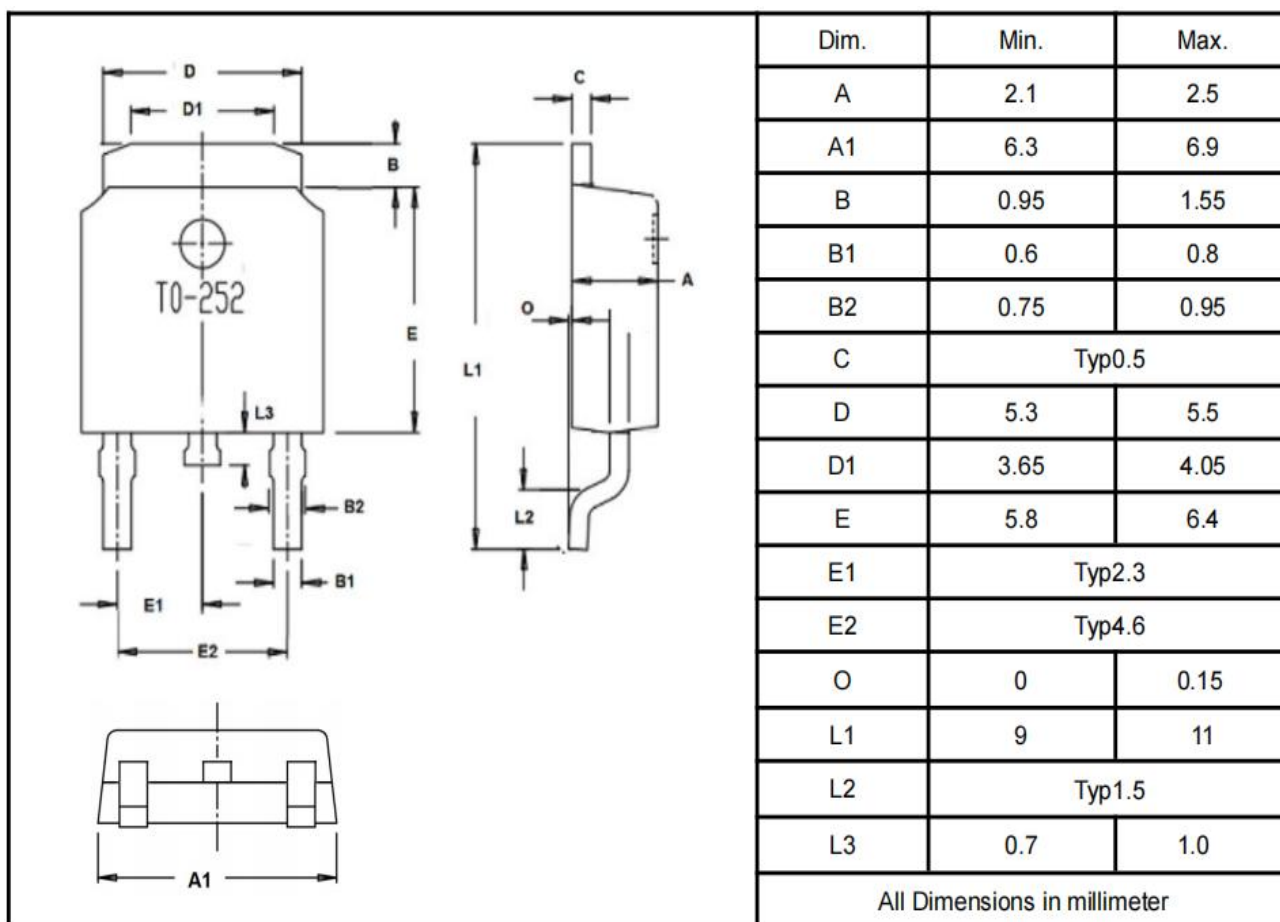 D
D1
C
B
TO-252
A
O
E
L1
L3
L2
B2
B1
E1
E2
A1
Dim. Min. Max.
A 2.1 2.5
A1 6.3 6.9
B 0.95 1.55
B1 0.6 0.8
B2 0.75 0.95
C Typ0.5
D 5.3 5.5
D1 3.65 4.05
E 5.8 6.4
E1 Typ2.3
E2 Typ4.6
O 0 0.15
L1 9 11
L2 Typ1.5
L3 0.7 1.0
All Dimensions in millimeter